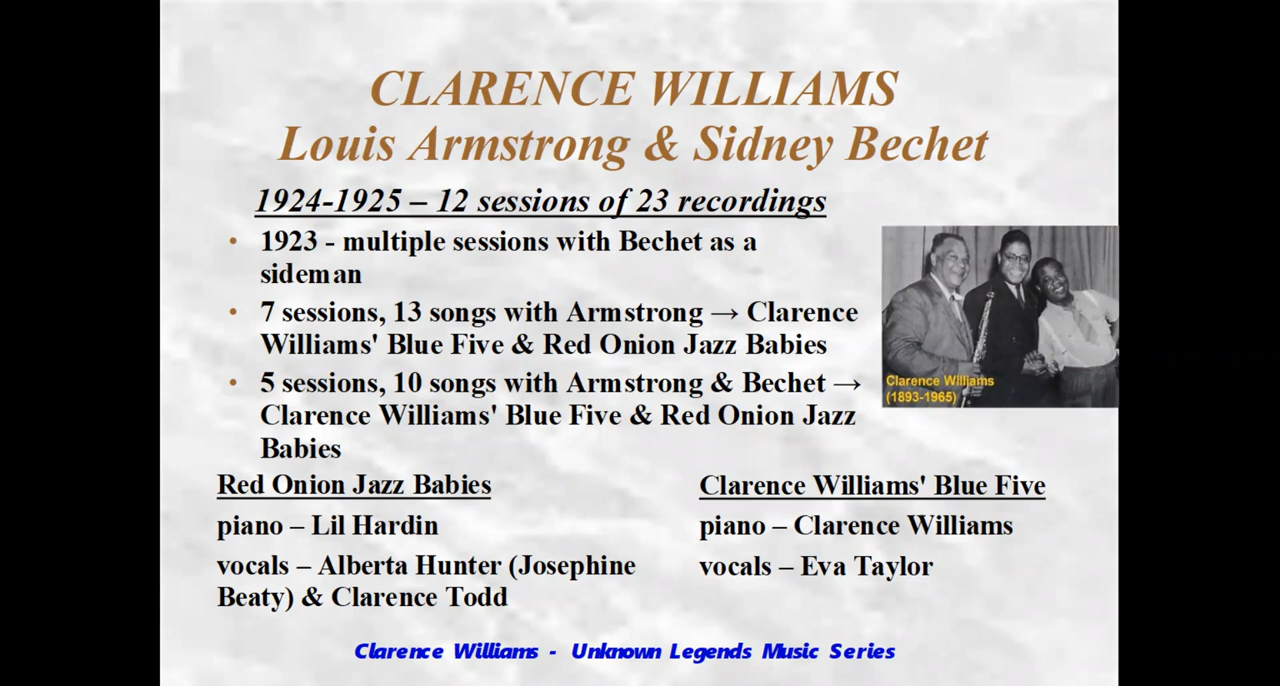 CLARENCE WILLIAMS
Louis Armstrong & Sidney Bechet
1924-1925 – 12 sessions of 23 recordings
• 1923 - multiple sessions with Bechet as a
sideman
• 7 sessions, 13 songs with Armstrong → Clarence
Williams' Blue Five & Red Onion Jazz Babies
• 5 sessions, 10 songs with Armstrong & Bechet →
Clarence Williams' Blue Five & Red Onion Jazz
Babies
Clarence Williams
(1893-1965)
Red Onion Jazz Babies
piano – Lil Hardin
vocals – Alberta Hunter (Josephine
Beaty) & Clarence Todd
Clarence Williams' Blue Five
piano – Clarence Williams
vocals – Eva Taylor
Clarence Williams - Unknown Legends Music Series